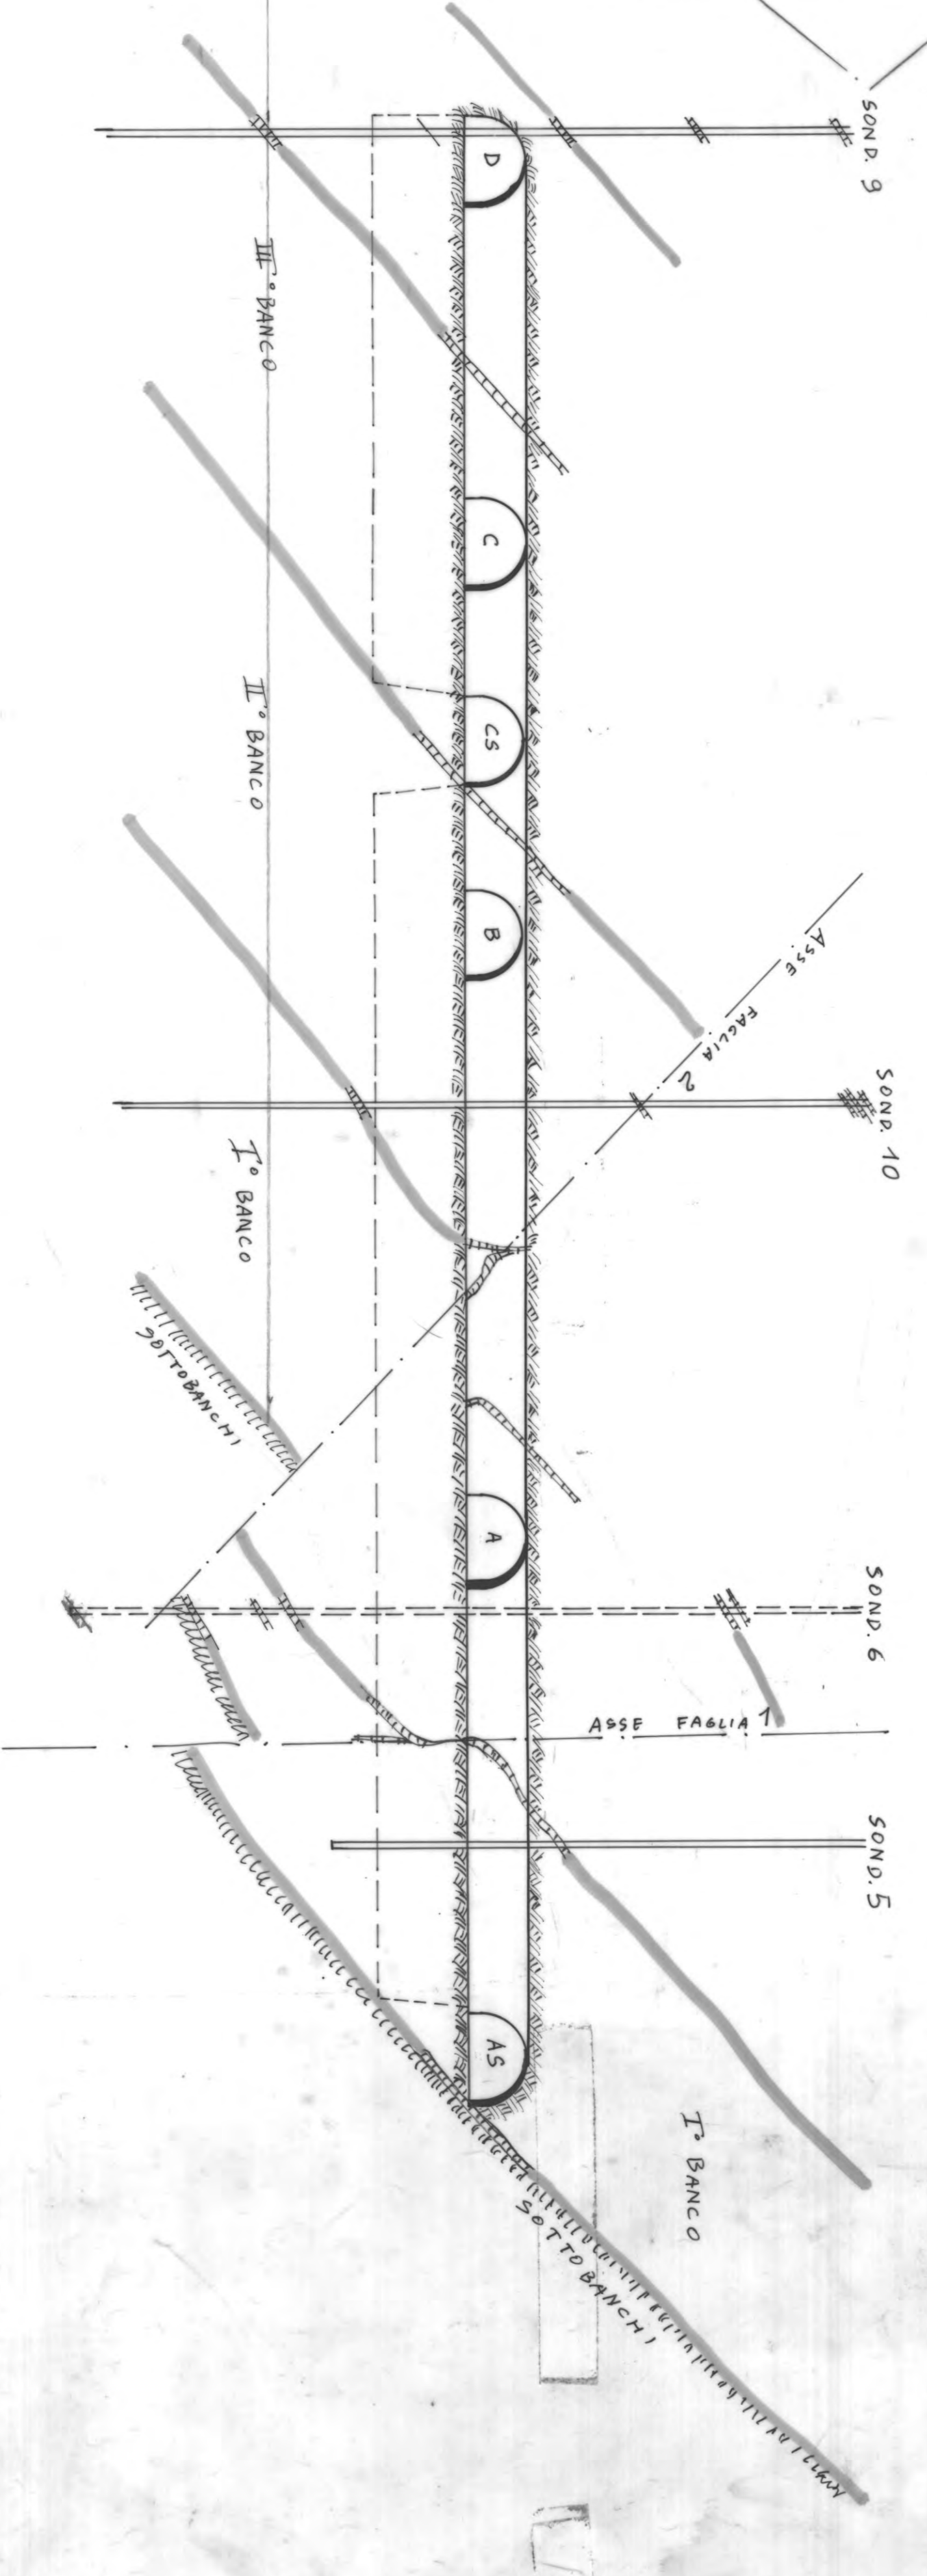 SOND. 9
D
III° BANCO
C
CS
II° BANCO
B
ASSE FAGLIA 2
SOND. 10
I° BANCO
SOTTOBANCHI
A
SOND. 6
ASSE FAGLIA 1
SOND. 5
AS
I° BANCO
SOTTOBANCHI